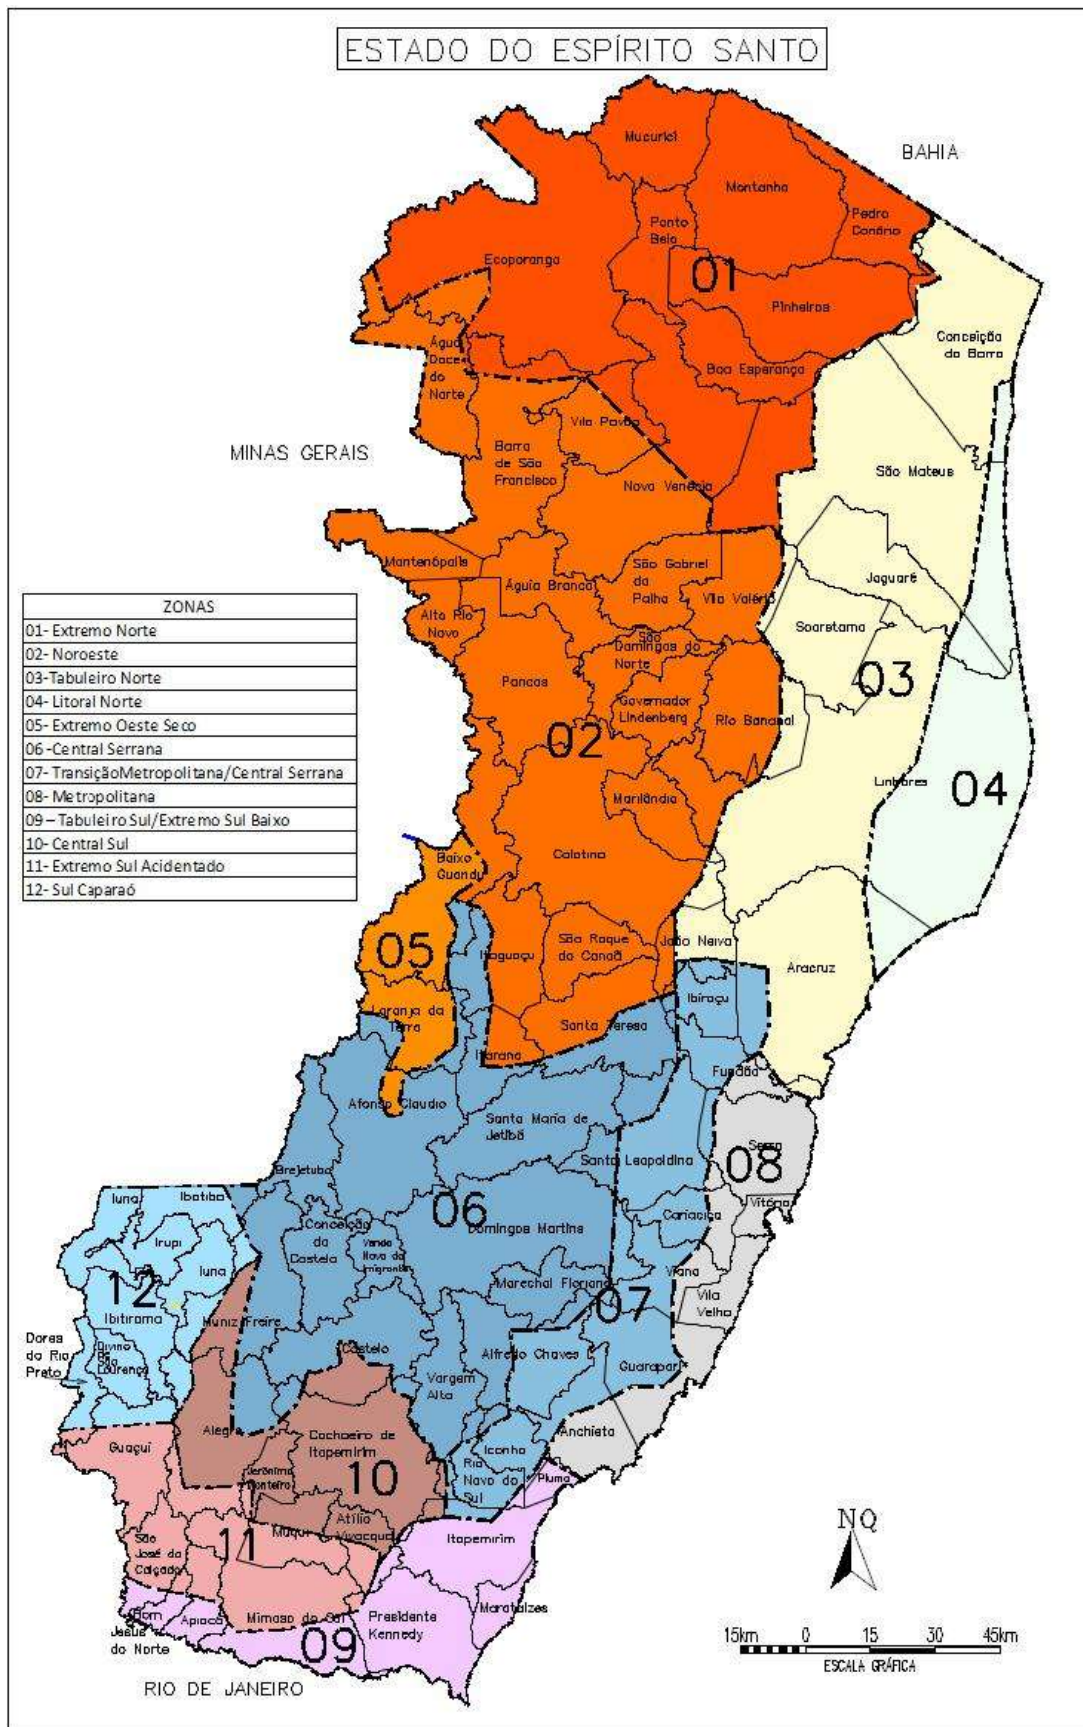 ESTADO DO ESPÍRITO SANTO
BAHIA
Mucurici
Montanha
Pedro
Canário
Ponto
Belo
Ecoporanga
01
Pinheiros
Conceição
da Barra
Água
Doce
do
Norte
Boa Esperança
Vila Pavão
MINAS GERAIS
Barra
de São
Francisco
Nova Venécia
São Mateus
Mantenópolis
Águia Branca
São Gabriel
da
Palha
Vila Valério
Jaguaré
Alto Rio
Novo
Sooretama
São
Domingos do
Norte
03
Pancas
Governador
Lindenberg
Rio Bananal
02
Linhares
04
Marilândia
ZONAS
01- Extremo Norte
02- Noroeste
03-Tabuleiro Norte
04- Litoral Norte
05- Extremo Oeste Seco
06-Central Serrana
07- TransiçãoMetropolitana/Central Serrana
08- Metropolitana
09 – Tabuleiro Sul/Extremo Sul Baixo
10- Central Sul
11- Extremo Sul Acidentado
12- Sul Caparaó
Baixo
Guandu
Colatina
05
Itaguaçu
São Roque
do Canaã
João Neiva
Aracruz
Ibiraçu
Laranja da
Terra
Santa Teresa
Itarana
Fundão
Afonso Claudio
Santa Maria de
Jetibá
Serra
Santa Leopoldina
08
Brejetuba
Iuna
Ibatiba
Vitória
Cariacica
06
Conceição
do
Castelo
Domingos Martins
Irupi
Venda
Nova do
Imigrante
Iuna
Viana
12
Marechal Floriano
07
Vila
Velha
Ibitirama
Muniz Freire
Dores
do Rio
Preto
Divino
de
São
Lourenço
Castelo
Alfredo Chaves
Guarapari
Vargem
Alta
Alegre
Cachoeiro de
Itapemirim
Anchieta
Guaçui
Iconha
Rio
Novo do
Sul
Jerônimo
Monteiro
10
Piuma
Atílio
Vivacqua
Muqui
11
Itapemirim
São
José do
Calçado
Marataízes
Bom
Jesus
do Norte
Apiacá
Mimoso do Sul
Presidente
Kennedy
09
RIO DE JANEIRO
NQ
15km 0 15 30 45km
ESCALA GRÁFICA